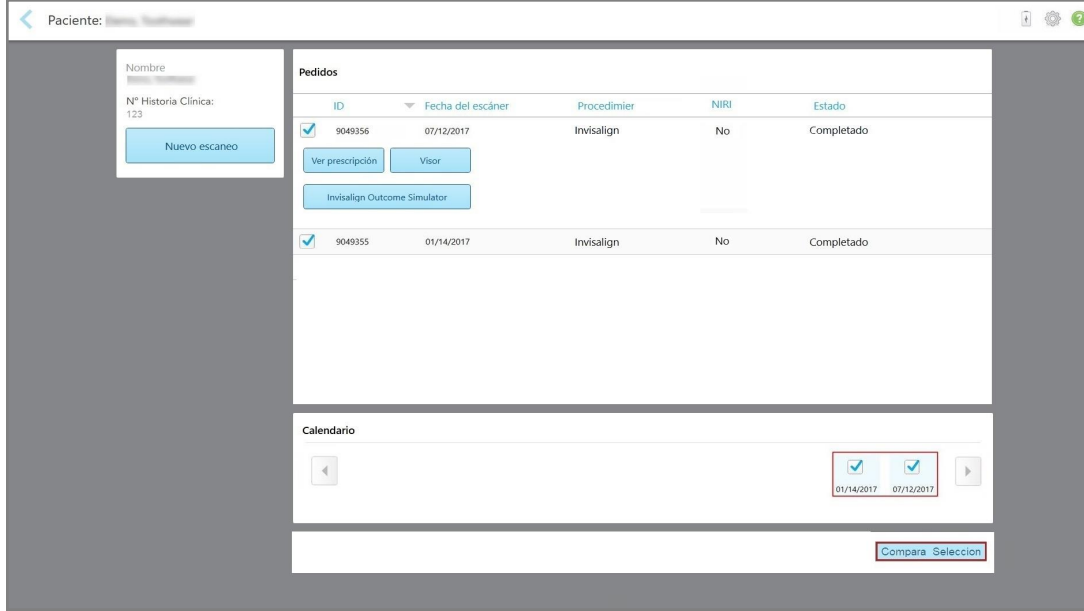 Paciente:
Nombre
Nº Historia Clínica:
123
Nuevo escaneo
Pedidos
ID Fecha del escáner Procedimier NIRI Estado
9049356 07/12/2017 Invisalign No Completado
Ver prescripción Visor
Invisalign Outcome Simulator
9049355 01/14/2017 Invisalign No Completado
Calendario
01/14/2017 07/12/2017
Compara Seleccion